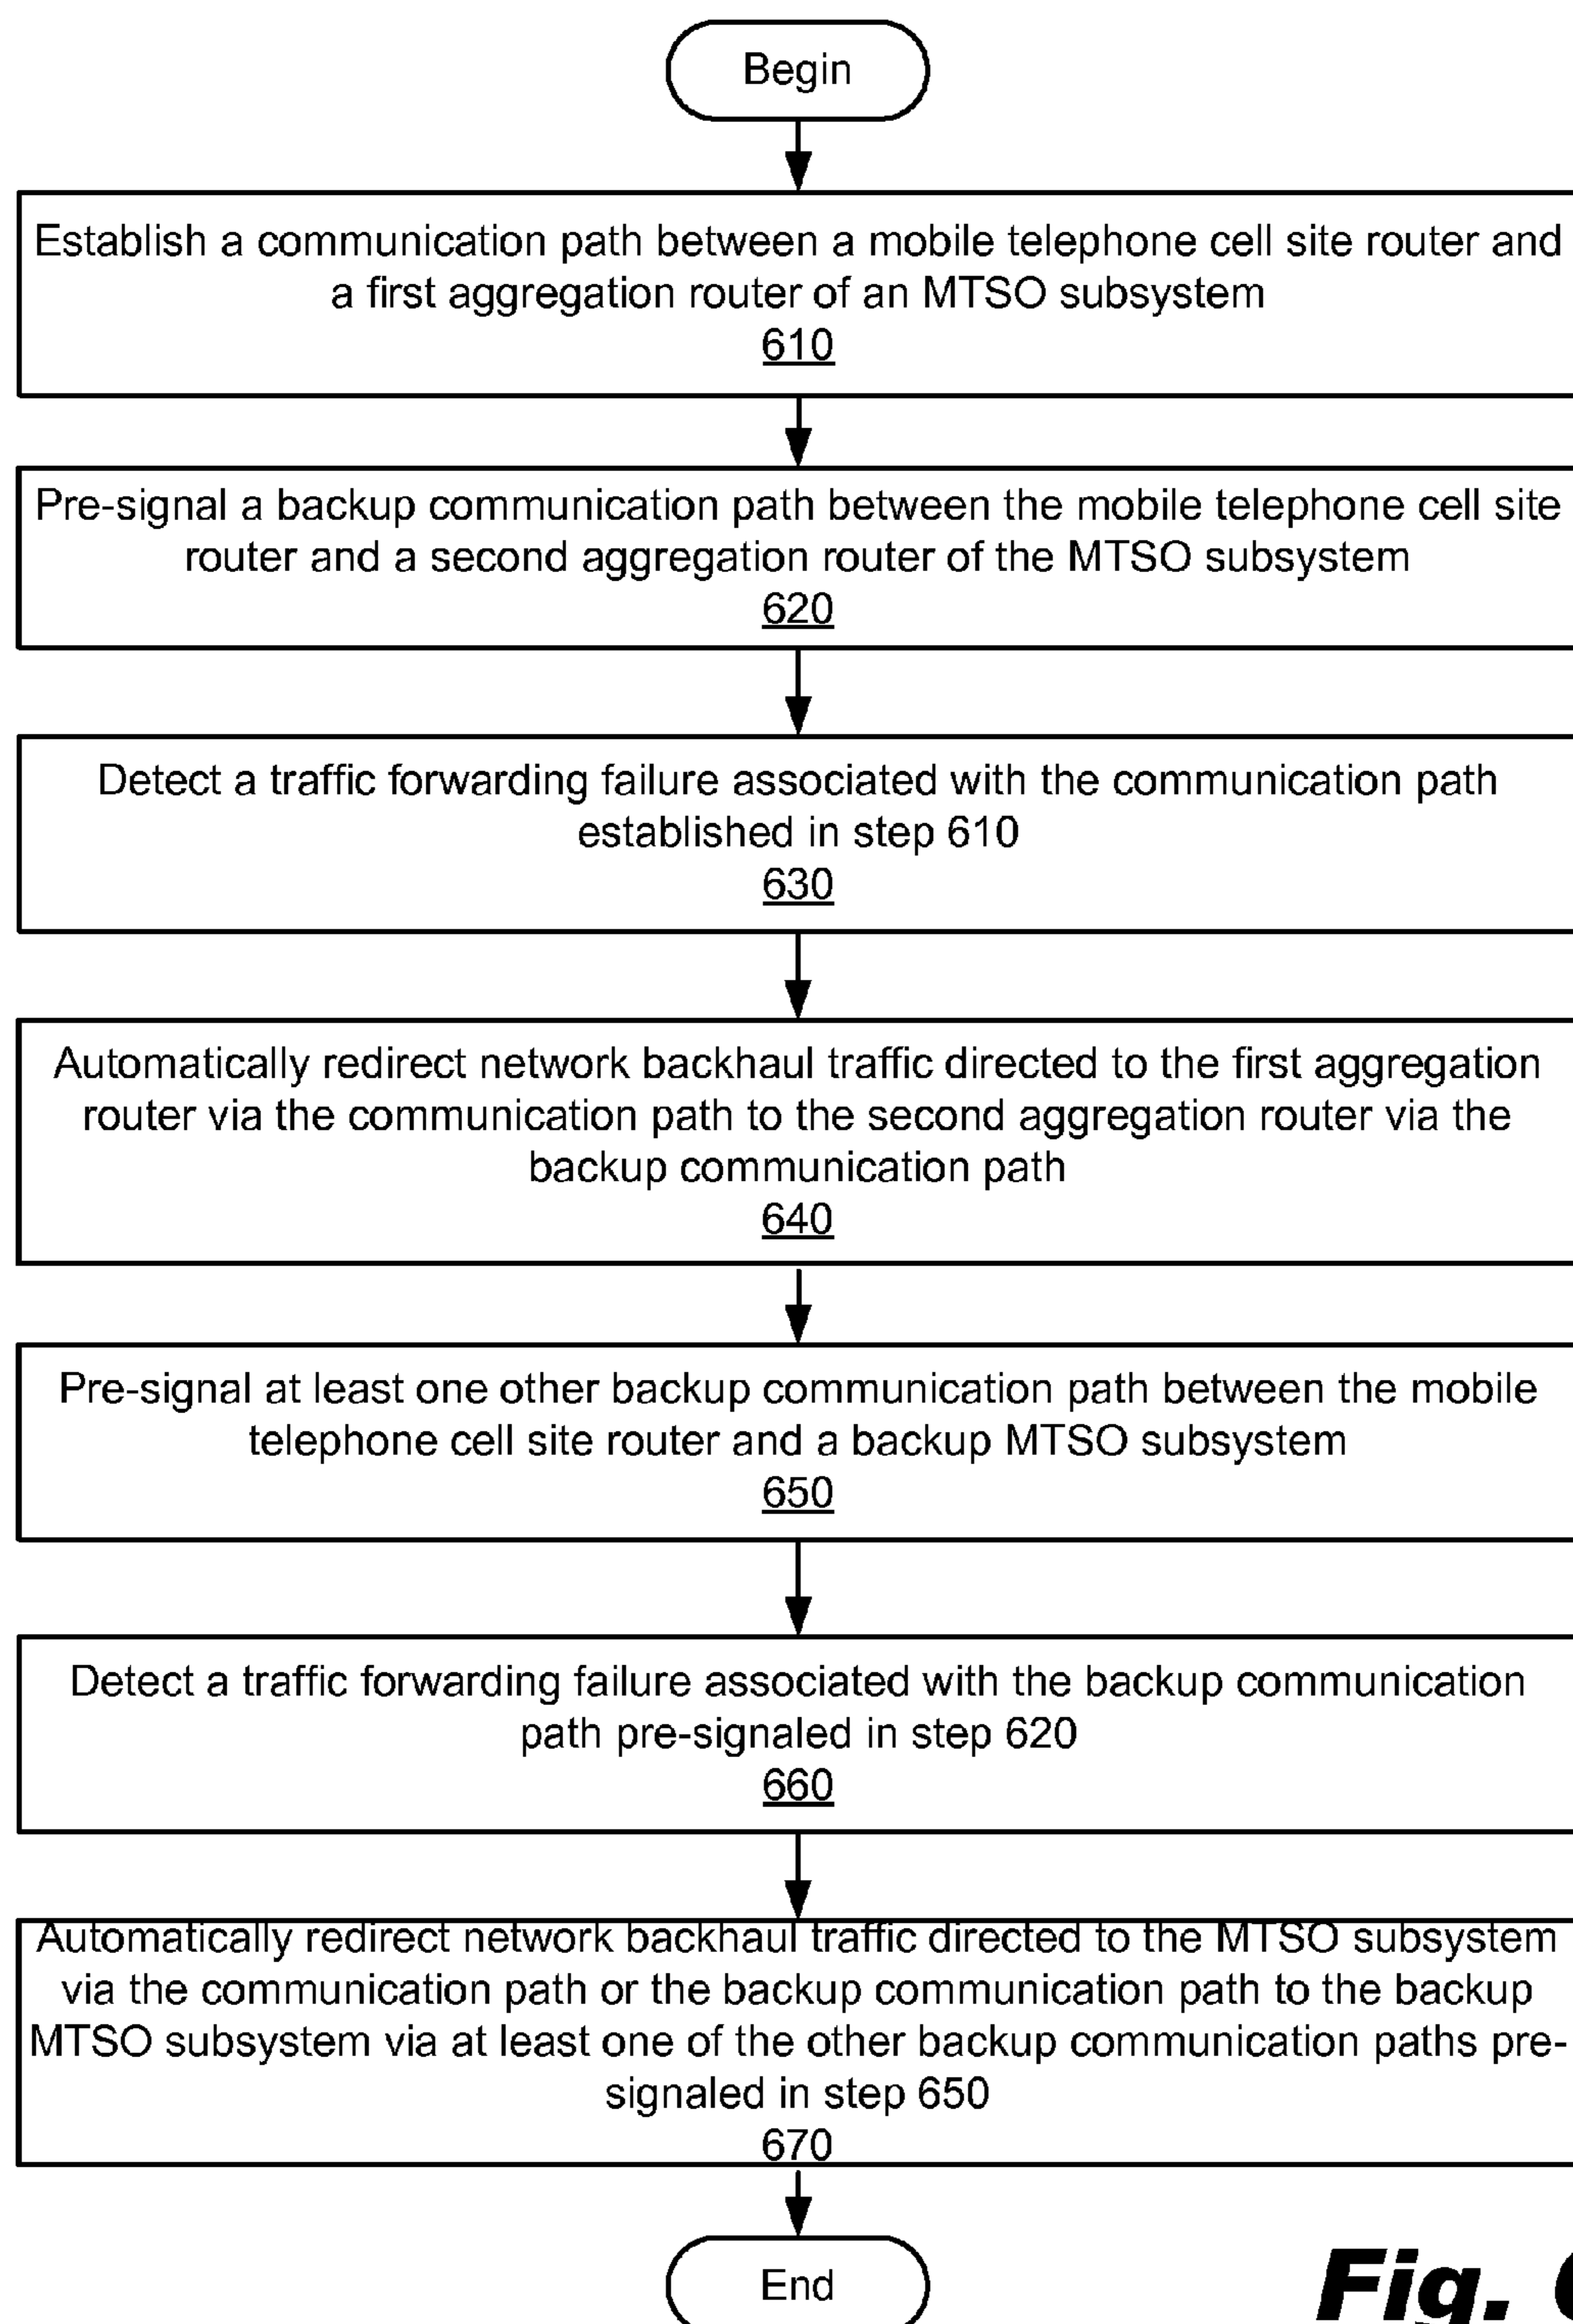 Begin
Establish a communication path between a mobile telephone cell site router and
a first aggregation router of an MTSO subsystem
610
Pre-signal a backup communication path between the mobile telephone cell site
router and a second aggregation router of the MTSO subsystem
620
Detect a traffic forwarding failure associated with the communication path
established in step 610
630
Automatically redirect network backhaul traffic directed to the first aggregation
router via the communication path to the second aggregation router via the
backup communication path
640
Pre-signal at least one other backup communication path between the mobile
telephone cell site router and a backup MTSO subsystem
650
Detect a traffic forwarding failure associated with the backup communication
path pre-signaled in step 620
660
Automatically redirect network backhaul traffic directed to the MTSO subsystem
via the communication path or the backup communication path to the backup
MTSO subsystem via at least one of the other backup communication paths pre-
signaled in step 650
670
End
Fig.